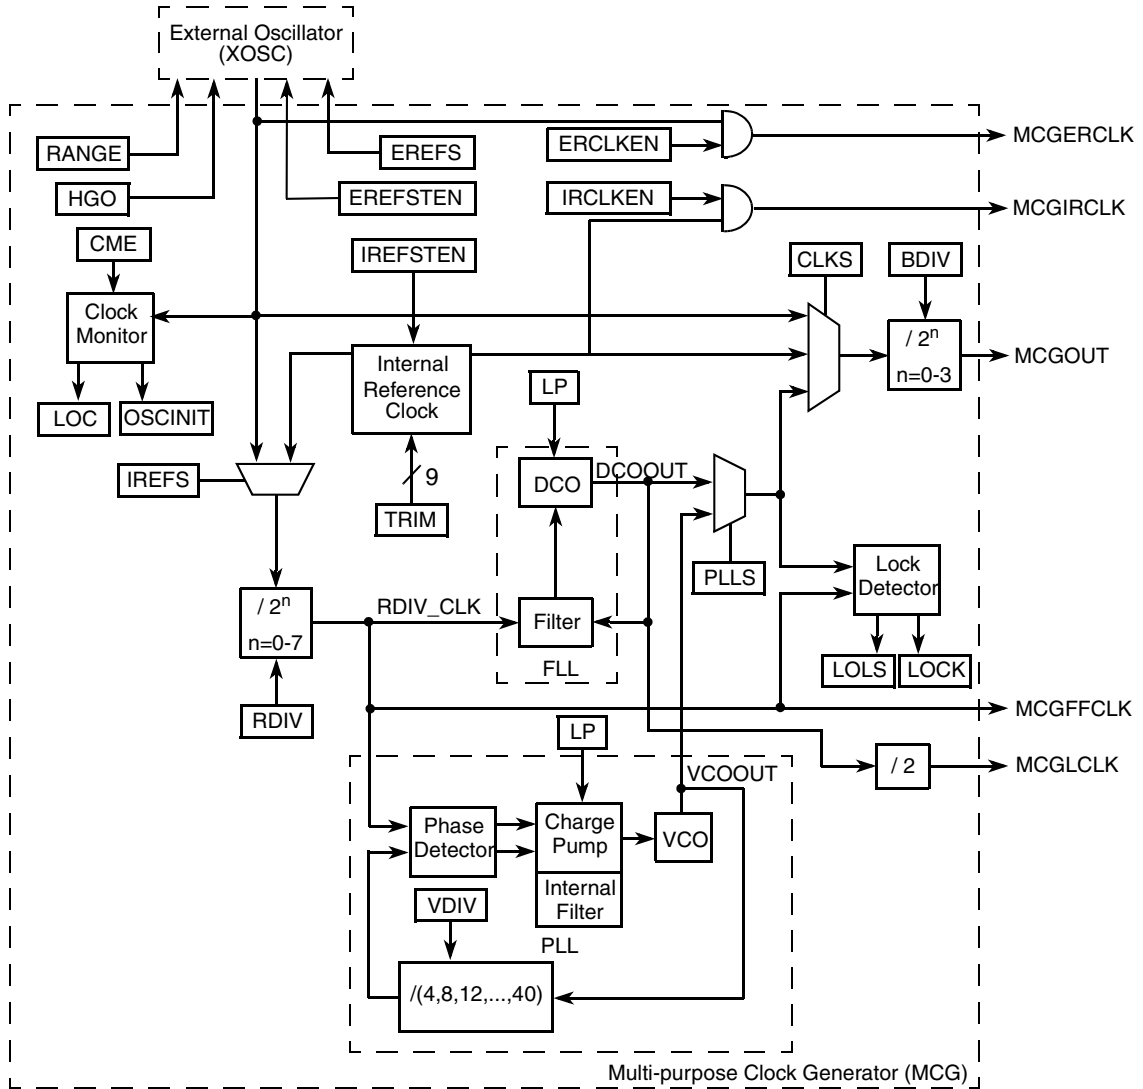 External Oscillator
(XOSC)
RANGE
EREFS
ERCLKEN
MCGERCLK
HGO
EREFSTEN
IRCLKEN
MCGIRCLK
CME
IREFSTEN
CLKS
BDIV
Clock
Monitor
/ 2n
n=0-3
MCGOUT
Internal
Reference
Clock
LP
LOC
OSCINIT
IREFS
9
TRIM
DCO
DCOOUT
PLLS
Lock
Detector
/ 2n
n=0-7
RDIV_CLK
Filter
FLL
LOLS
LOCK
RDIV
MCGFFCLK
LP
/ 2
MCGLCLK
VCOOUT
Phase
Detector
Charge
Pump
VCO
Internal
Filter
VDIV
PLL
/(4,8,12,...,40)
Multi-purpose Clock Generator (MCG)